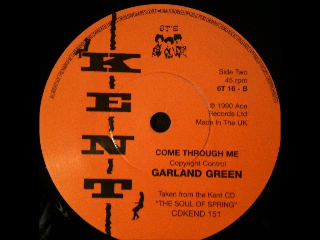 KENT
6T'S
Side Two
45 rpm
6T 16 - B
℗ 1990 Ace
Records Ltd
Made In The UK
COME THROUGH ME
Copyright Control
GARLAND GREEN
Taken from the Kent CD
"THE SOUL OF SPRING"
CDKEND 151